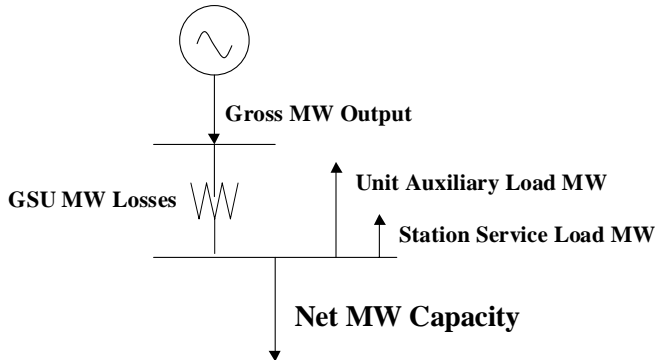 Gross MW Output
GSU MW Losses
Unit Auxiliary Load MW
Station Service Load MW
Net MW Capacity